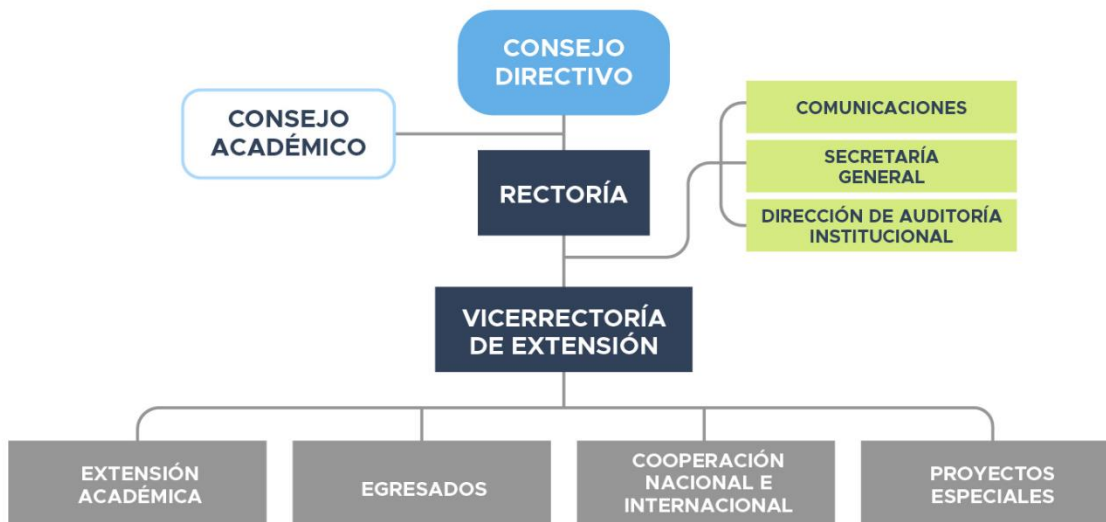 CONSEJO
DIRECTIVO
CONSEJO
ACADÉMICO
COMUNICACIONES
SECRETARÍA
GENERAL
RECTORÍA
DIRECCIÓN DE AUDITORÍA
INSTITUCIONAL
VICERRECTORÍA
DE EXTENSIÓN
EXTENSIÓN
ACADÉMICA
EGRESADOS
COOPERACIÓN
NACIONAL E
INTERNACIONAL
PROYECTOS
ESPECIALES